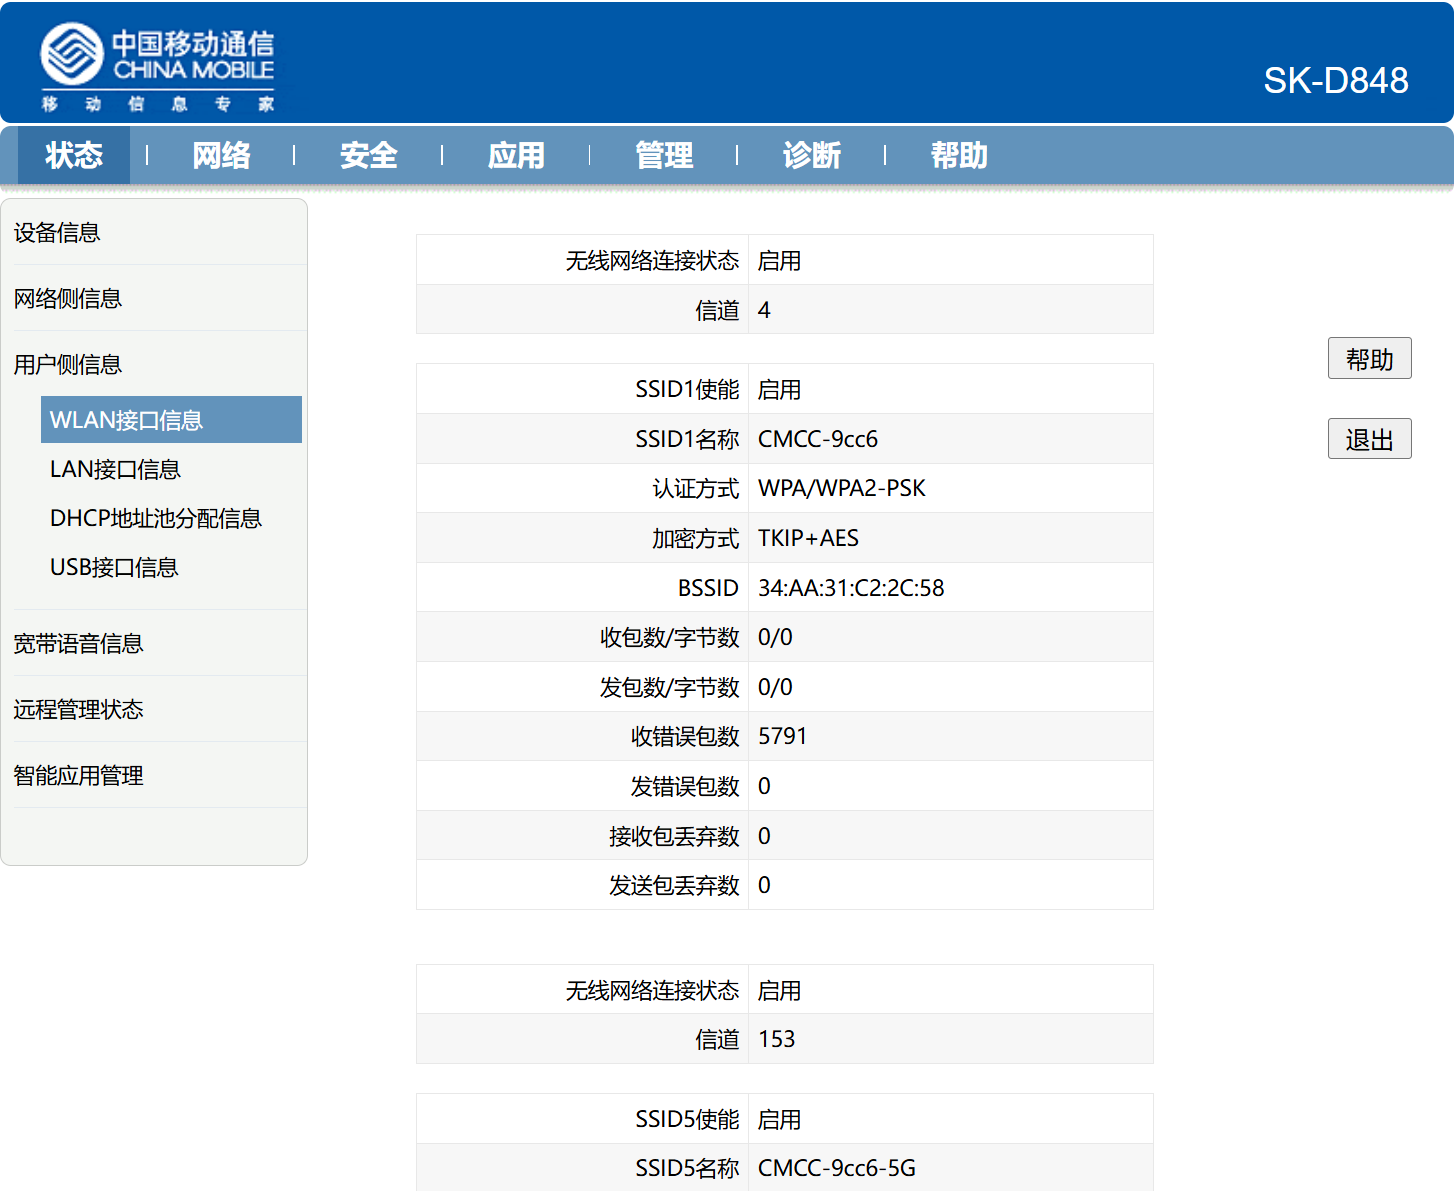 中国移动通信
CHINA MOBILE
移动信息专家
SK-D848
状态 网络 安全 应用 管理 诊断 帮助
设备信息
网络侧信息
用户侧信息
WLAN接口信息
LAN接口信息
DHCP地址池分配信息
USB接口信息
宽带语音信息
远程管理状态
智能应用管理
无线网络连接状态 启用
信道 4
SSID1使能 启用
SSID1名称 CMCC-9cc6
认证方式 WPA/WPA2-PSK
加密方式 TKIP+AES
BSSID 34:AA:31:C2:2C:58
收包数/字节数 0/0
发包数/字节数 0/0
收错误包数 5791
发错误包数 0
接收包丢弃数 0
发送包丢弃数 0
无线网络连接状态 启用
信道 153
SSID5使能 启用
SSID5名称 CMCC-9cc6-5G
帮助
退出